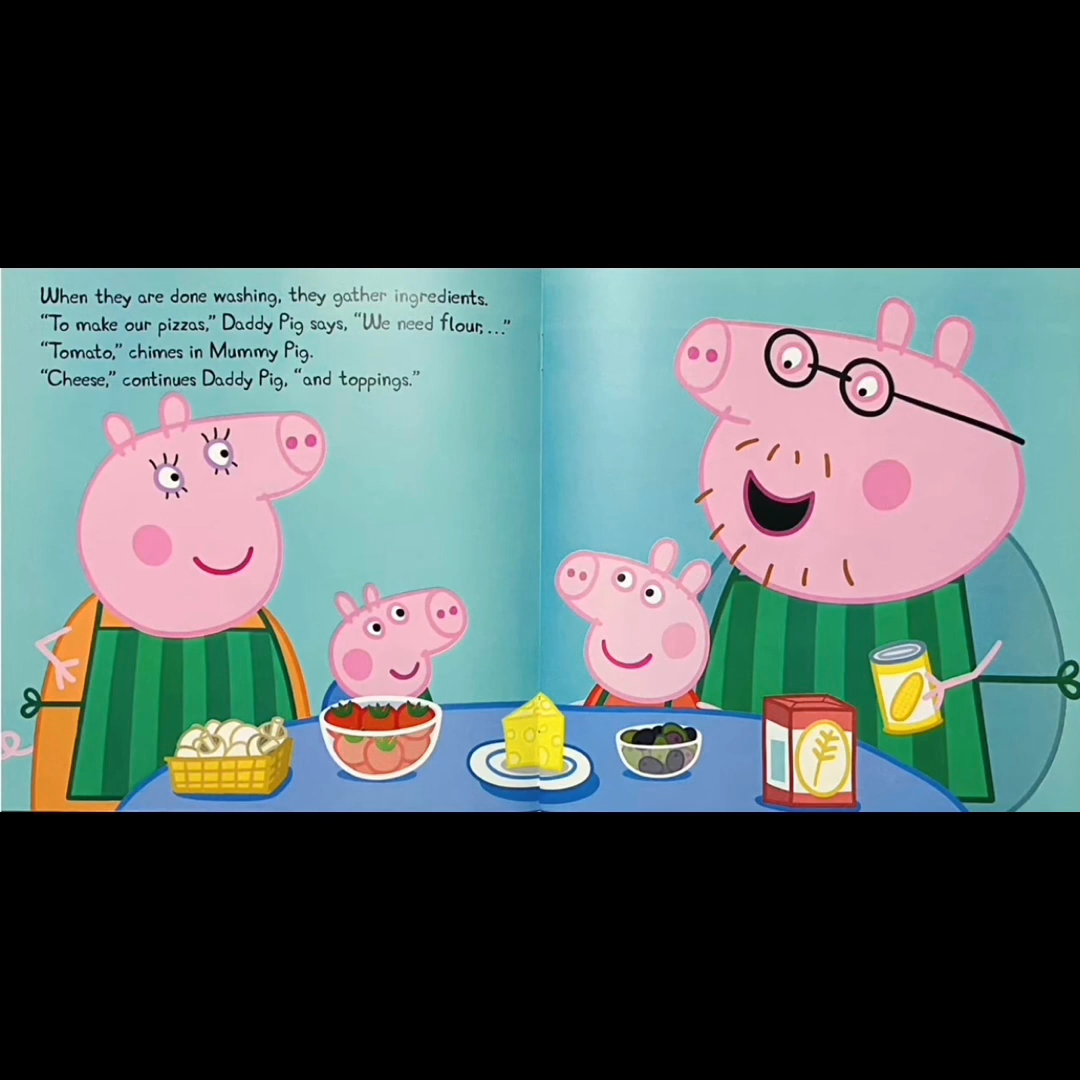 When they are done washing, they gather ingredients.
“To make our pizzas,” Daddy Pig says, “We need flour, ...”
“Tomato,” chimes in Mummy Pig.
“Cheese,” continues Daddy Pig, “and toppings.”